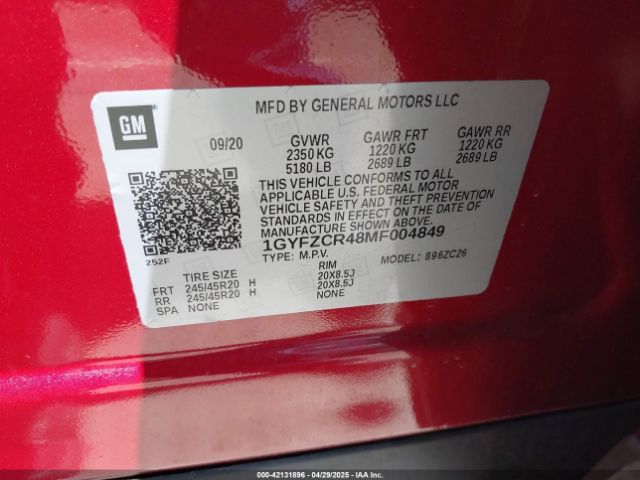 GM
MFD BY GENERAL MOTORS LLC
09/20 GVWR GAWR FRT GAWR RR
2350 KG 1220 KG 1220 KG
5180 LB 2689 LB 2689 LB
THIS VEHICLE CONFORMS TO ALL
APPLICABLE U.S. FEDERAL MOTOR
VEHICLE SAFETY AND THEFT PREVENTION
STANDARDS IN EFFECT ON THE DATE OF
MANUFACTURE SHOWN ABOVE.
1GYFZCR48MF004849
TYPE: M.P.V. MODEL: 896ZC26
252F
TIRE SIZE RIM
FRT 245/45R20 H 20X8.5J
RR 245/45R20 H 20X8.5J
SPA NONE NONE
000-42131896 - 04/29/2025 - IAAI.COM